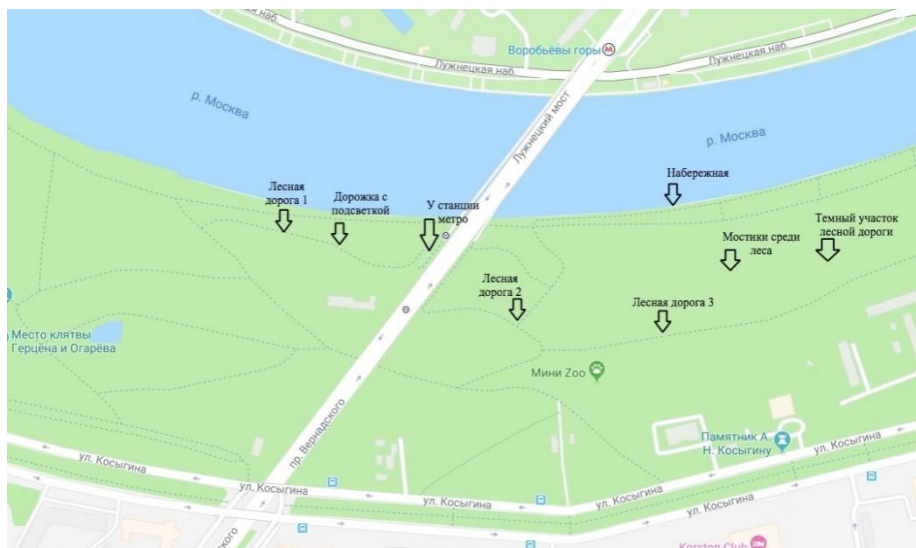 Воробьёвы горы
М
Лужнецкая наб.
Лужнецкая наб.
р. Москва
Лужнецкий мост
р. Москва
Набережная
Лесная
дорога 1
Дорожка с
подсветкой
У станции
метро
Темный участок
лесной дороги
Мостики среди
леса
Лесная
дорога 2
Лесная дорога 3
Место клятвы
Герцена и Огарёва
Мини Zoo
пр. Вернадского
Памятник А.
Н. Косыгину
ул. Косыгина
ул. Косыгина
ул. Косыгина
ул. Косыгина
ул. Косыгина
Korston Club